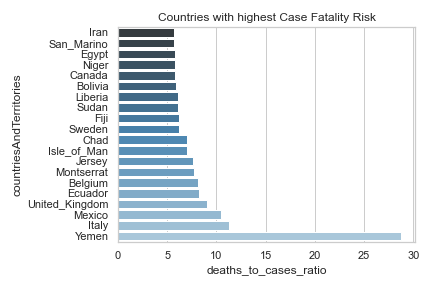 Countries with highest Case Fatality Risk
countriesAndTerritories
Iran
San_Marino
Egypt
Niger
Canada
Bolivia
Liberia
Sudan
Fiji
Sweden
Chad
Isle_of_Man
Jersey
Montserrat
Belgium
Ecuador
United_Kingdom
Mexico
Italy
Yemen
0 5 10 15 20 25 30
deaths_to_cases_ratio